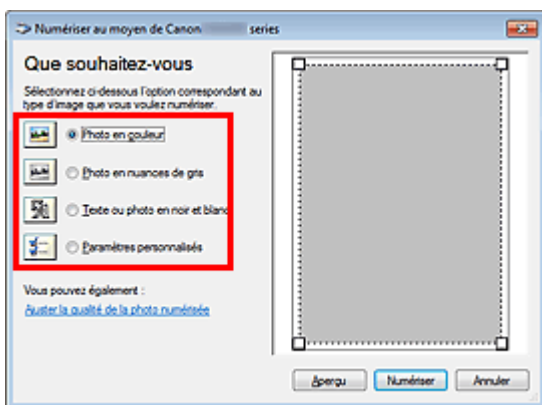 Numériser au moyen de Canon series
Que souhaitez-vous
Sélectionnez ci-dessous l'option correspondant au
type d'image que vous voulez numériser.
Photo en couleur
Photo en nuances de gris
Texte ou photo en noir et blanc
Paramètres personnalisés
Vous pouvez également :
Ajuster la qualité de la photo numérisée
Aperçu Numériser Annuler